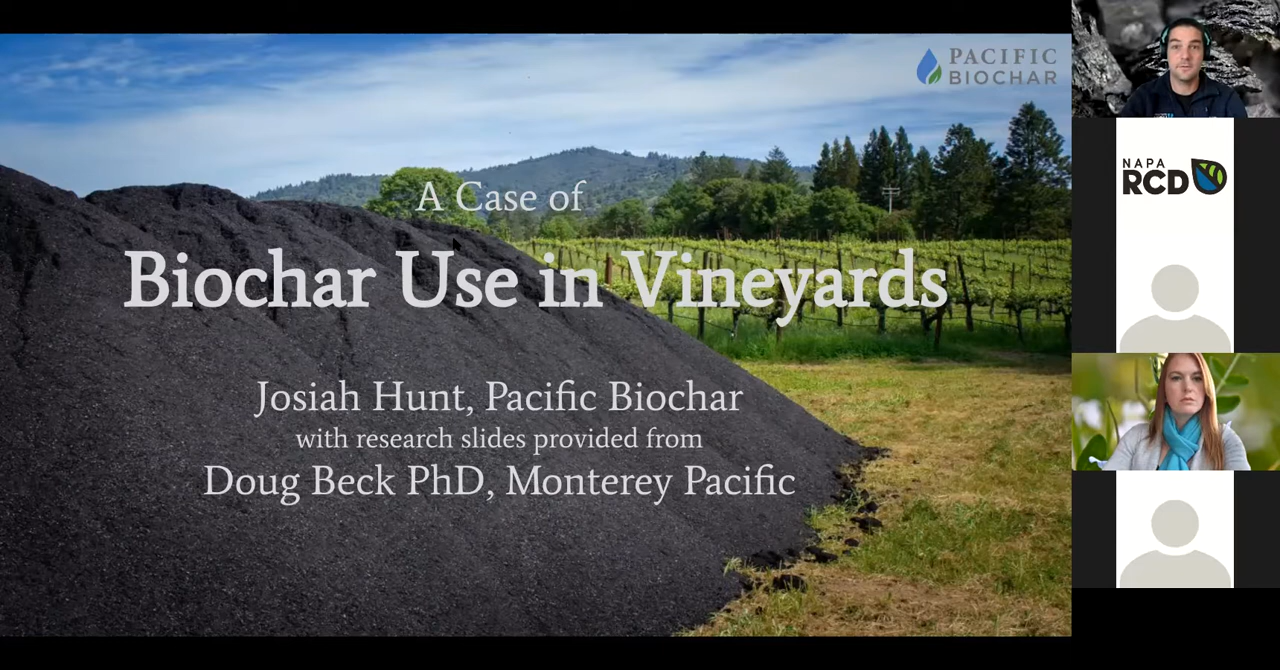 PACIFIC
BIOCHAR
A Case of
Biochar Use in Vineyards
Josiah Hunt, Pacific Biochar
with research slides provided from
Doug Beck PhD, Monterey Pacific
NAPA
RCD